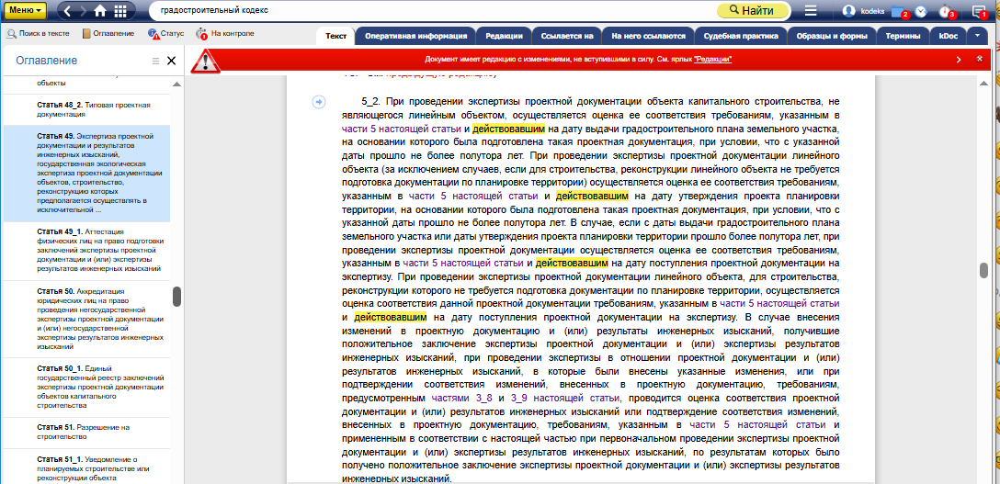 Меню
градостроительный кодекс
Найти
kodeks
2
3
1
Поиск в тексте
Оглавление
Статус
На контроле
Текст
Оперативная информация
Редакции
Ссылается на
На него ссылаются
Судебная практика
Образцы и формы
Термины
kDoc
Оглавление
Документ имеет редакцию с изменениями, не вступившими в силу. См. ярлык "Редакции"
объекты
Статья 48_2. Типовая проектная
документация
Статья 49. Экспертиза проектной
документации и результатов
инженерных изысканий,
государственная экологическая
экспертиза проектной документации
объектов, строительство,
реконструкцию которых
предполагается осуществлять в
исключительной ...
Статья 49_1. Аттестация
физических лиц на право подготовки
заключений экспертизы проектной
документации и (или) экспертизы
результатов инженерных изысканий
Статья 50. Аккредитация
юридических лиц на право
проведения негосударственной
экспертизы проектной документации
и (или) негосударственной
экспертизы результатов инженерных
изысканий
Статья 50_1. Единый
государственный реестр заключений
экспертизы проектной документации
объектов капитального
строительства
Статья 51. Разрешение на
строительство
Статья 51_1. Уведомление о
планируемых строительстве или
реконструкции объекта
5_2. При проведении экспертизы проектной документации объекта капитального строительства, не
являющегося линейным объектом, осуществляется оценка ее соответствия требованиям, указанным в
части 5 настоящей статьи и действовавшим на дату выдачи градостроительного плана земельного участка,
на основании которого была подготовлена такая проектная документация, при условии, что с указанной
даты прошло не более полутора лет. При проведении экспертизы проектной документации линейного
объекта (за исключением случаев, если для строительства, реконструкции линейного объекта не требуется
подготовка документации по планировке территории) осуществляется оценка ее соответствия требованиям,
указанным в части 5 настоящей статьи и действовавшим на дату утверждения проекта планировки
территории, на основании которого была подготовлена такая проектная документация, при условии, что с
указанной даты прошло не более полутора лет. В случае, если с даты выдачи градостроительного плана
земельного участка или даты утверждения проекта планировки территории прошло более полутора лет, при
проведении экспертизы проектной документации осуществляется оценка ее соответствия требованиям,
указанным в части 5 настоящей статьи и действовавшим на дату поступления проектной документации на
экспертизу. При проведении экспертизы проектной документации линейного объекта, для строительства,
реконструкции которого не требуется подготовка документации по планировке территории, осуществляется
оценка соответствия данной проектной документации требованиям, указанным в части 5 настоящей статьи
и действовавшим на дату поступления проектной документации на экспертизу. В случае внесения
изменений в проектную документацию и (или) результаты инженерных изысканий, получившие
положительное заключение экспертизы проектной документации и (или) экспертизы результатов
инженерных изысканий, при проведении экспертизы в отношении проектной документации и (или)
результатов инженерных изысканий, в которые были внесены указанные изменения, или при
подтверждении соответствия изменений, внесенных в проектную документацию, требованиям,
предусмотренным частями 3_8 и 3_9 настоящей статьи, проводится оценка соответствия проектной
документации и (или) результатов инженерных изысканий или подтверждение соответствия изменений,
внесенных в проектную документацию, требованиям, указанным в части 5 настоящей статьи и
примененным в соответствии с настоящей частью при первоначальном проведении экспертизы проектной
документации и (или) экспертизы результатов инженерных изысканий, по результатам которых было
получено положительное заключение экспертизы проектной документации и (или) экспертизы результатов
инженерных изысканий.